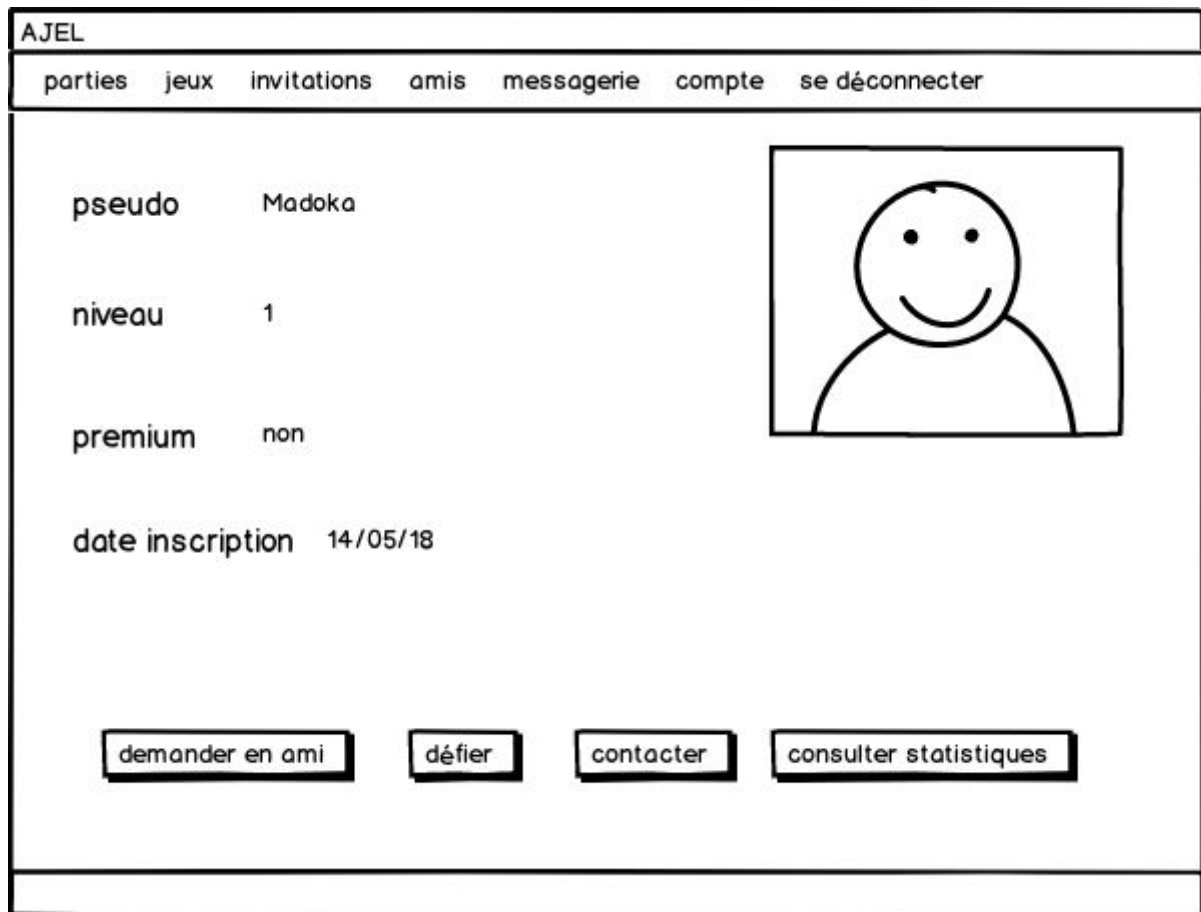 AJEL
parties jeux invitations amis messagerie compte se déconnecter
pseudo Madoka
niveau 1
premium non
date inscription 14/05/18
demander en ami défier contacter consulter statistiques